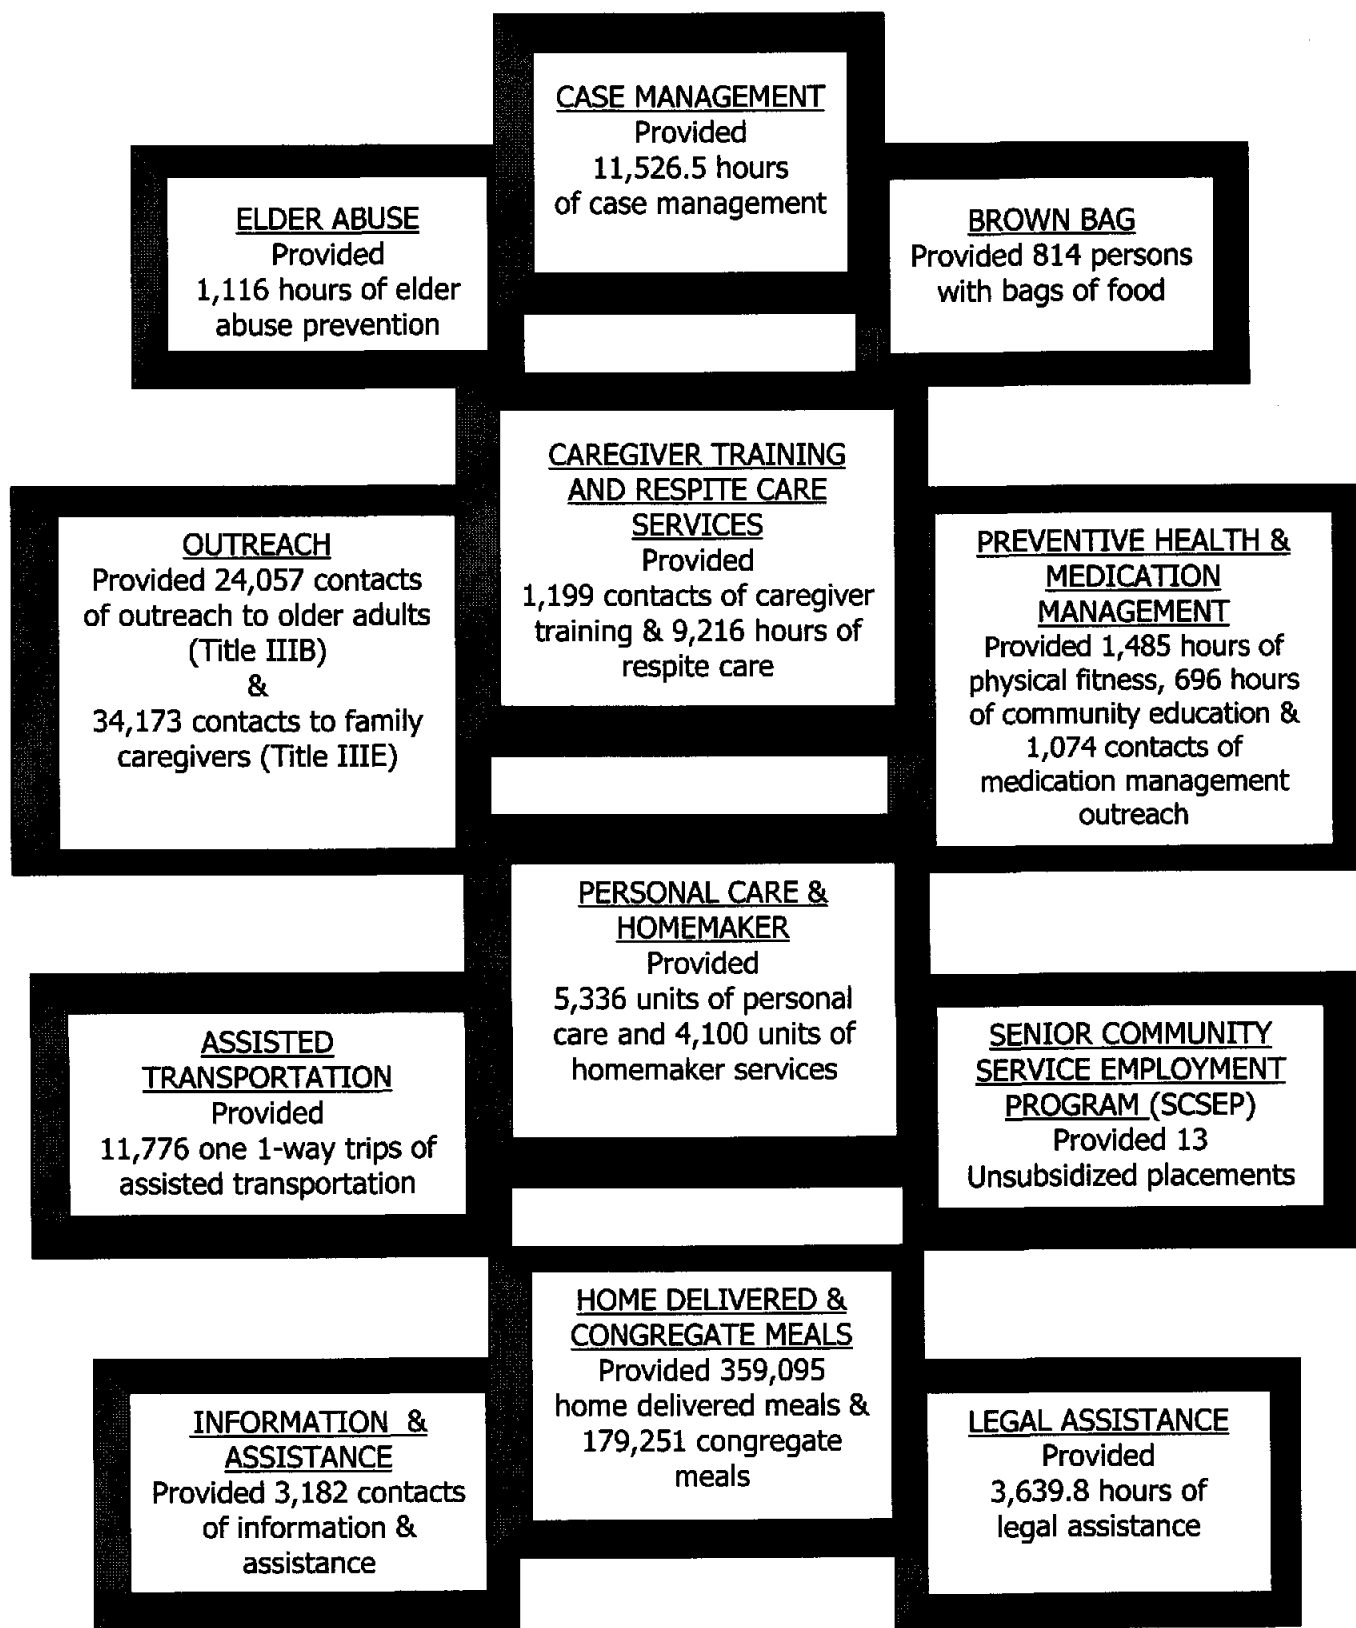 CASE MANAGEMENT
Provided
11,526.5 hours
of case management
ELDER ABUSE
Provided
1,116 hours of elder
abuse prevention
BROWN BAG
Provided 814 persons
with bags of food
CAREGIVER TRAINING
AND RESPITE CARE
SERVICES
Provided
1,199 contacts of caregiver
training & 9,216 hours of
respite care
OUTREACH
Provided 24,057 contacts
of outreach to older adults
(Title IIIB)
&
34,173 contacts to family
caregivers (Title IIIE)
PREVENTIVE HEALTH &
MEDICATION
MANAGEMENT
Provided 1,485 hours of
physical fitness, 696 hours
of community education &
1,074 contacts of
medication management
outreach
PERSONAL CARE &
HOMEMAKER
Provided
5,336 units of personal
care and 4,100 units of
homemaker services
ASSISTED
TRANSPORTATION
Provided
11,776 one 1-way trips of
assisted transportation
SENIOR COMMUNITY
SERVICE EMPLOYMENT
PROGRAM (SCSEP)
Provided 13
Unsubsidized placements
HOME DELIVERED &
CONGREGATE MEALS
Provided 359,095
home delivered meals &
179,251 congregate
meals
INFORMATION &
ASSISTANCE
Provided 3,182 contacts
of information &
assistance
LEGAL ASSISTANCE
Provided
3,639.8 hours of
legal assistance